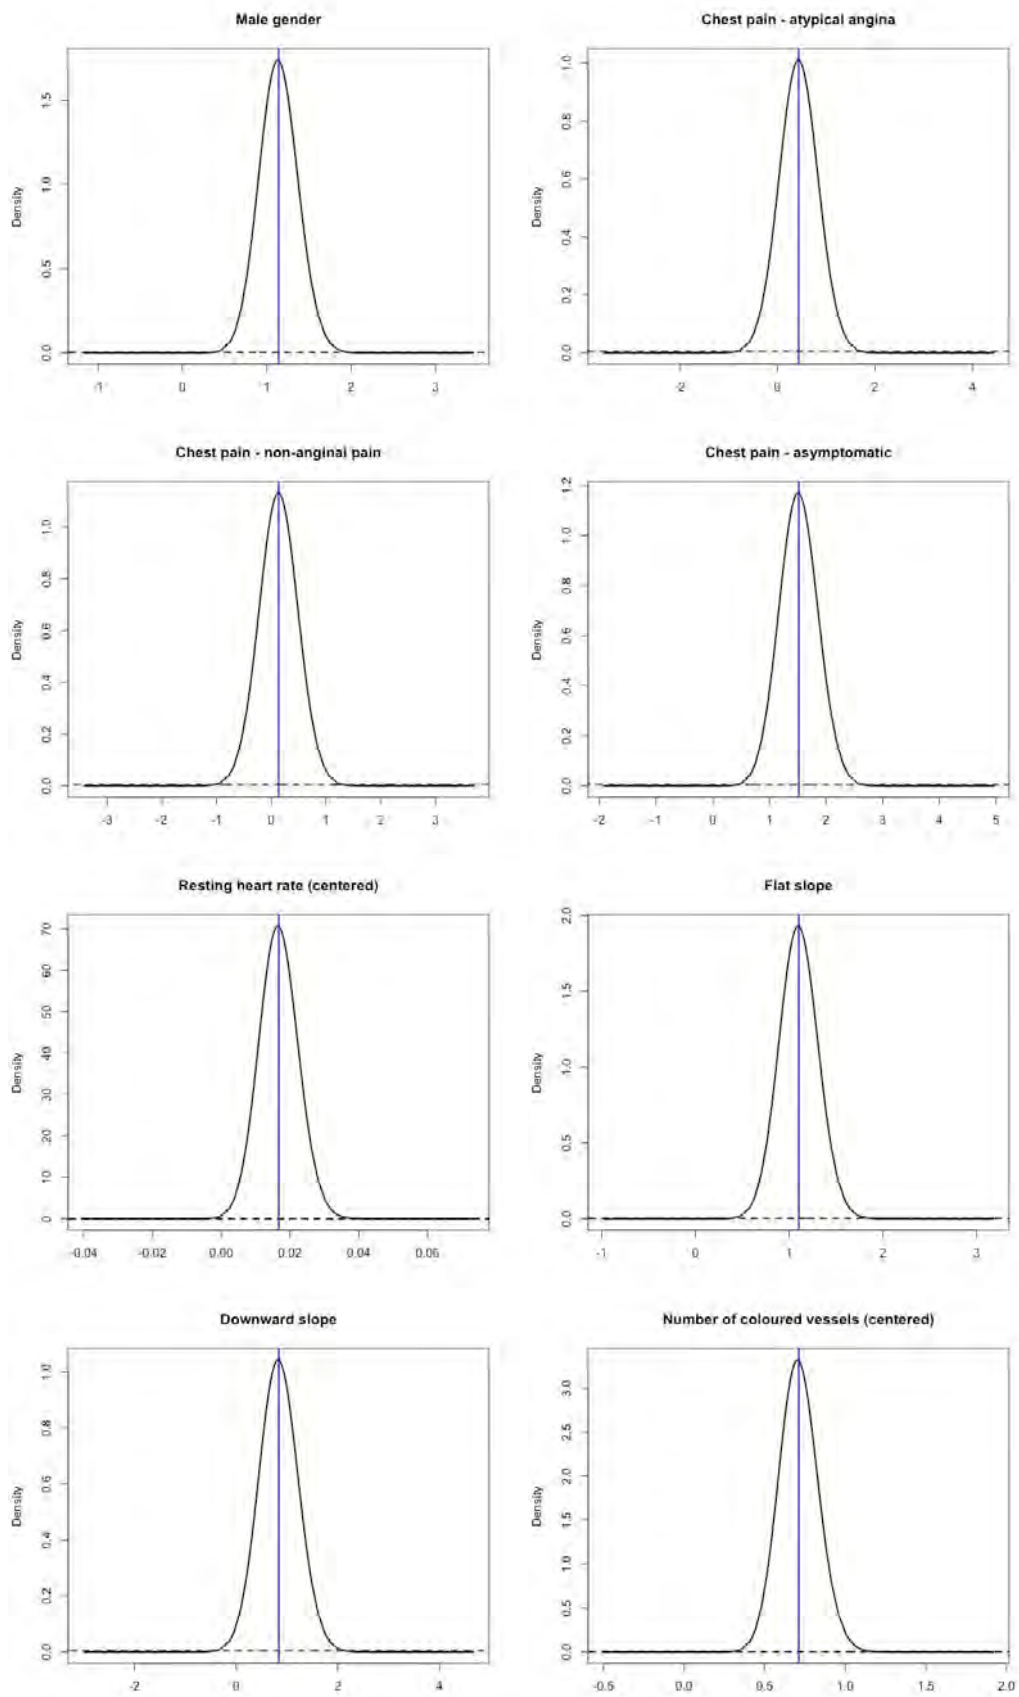 Male gender
Chest pain - atypical angina
Density
1.5
1.0
0.5
0.0
-1 0 1 2 3
Density
1.0
0.8
0.6
0.4
0.2
0.0
-2 0 2 4
Chest pain - non-anginal pain
Chest pain - asymptomatic
Density
1.0
0.8
0.6
0.4
0.2
0.0
-3 -2 -1 0 1 2 3
Density
1.2
1.0
0.8
0.6
0.4
0.2
0.0
-2 -1 0 1 2 3 4 5
Resting heart rate (centered)
Flat slope
Density
70
60
50
40
30
20
10
0
-0.04 -0.02 0.00 0.02 0.04 0.06
Density
2.0
1.5
1.0
0.5
0.0
-1 0 1 2 3
Downward slope
Number of coloured vessels (centered)
Density
1.0
0.8
0.6
0.4
0.2
0.0
-2 0 2 4
Density
3.0
2.5
2.0
1.5
1.0
0.5
0.0
-0.5 0.0 0.5 1.0 1.5 2.0